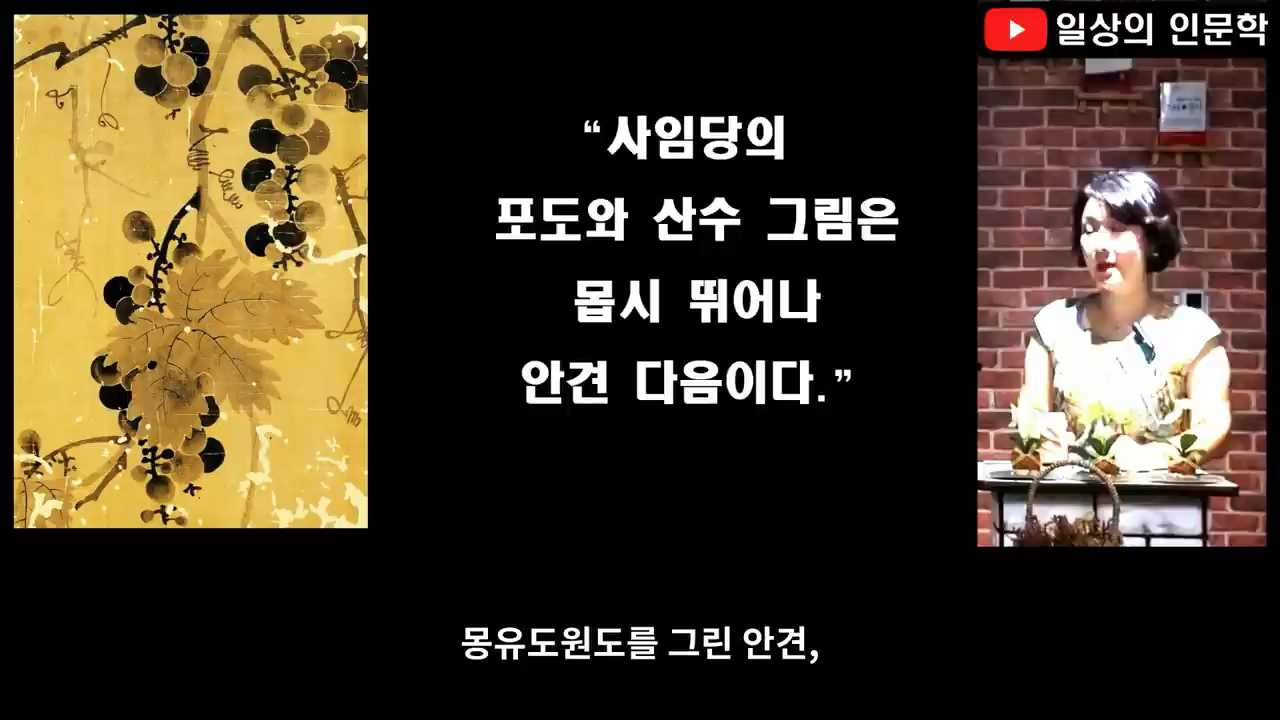 일상의 인문학
“사임당의
포도와 산수 그림은
몹시 뛰어나
안견 다음이다.”
몽유도원도를 그린 안견,